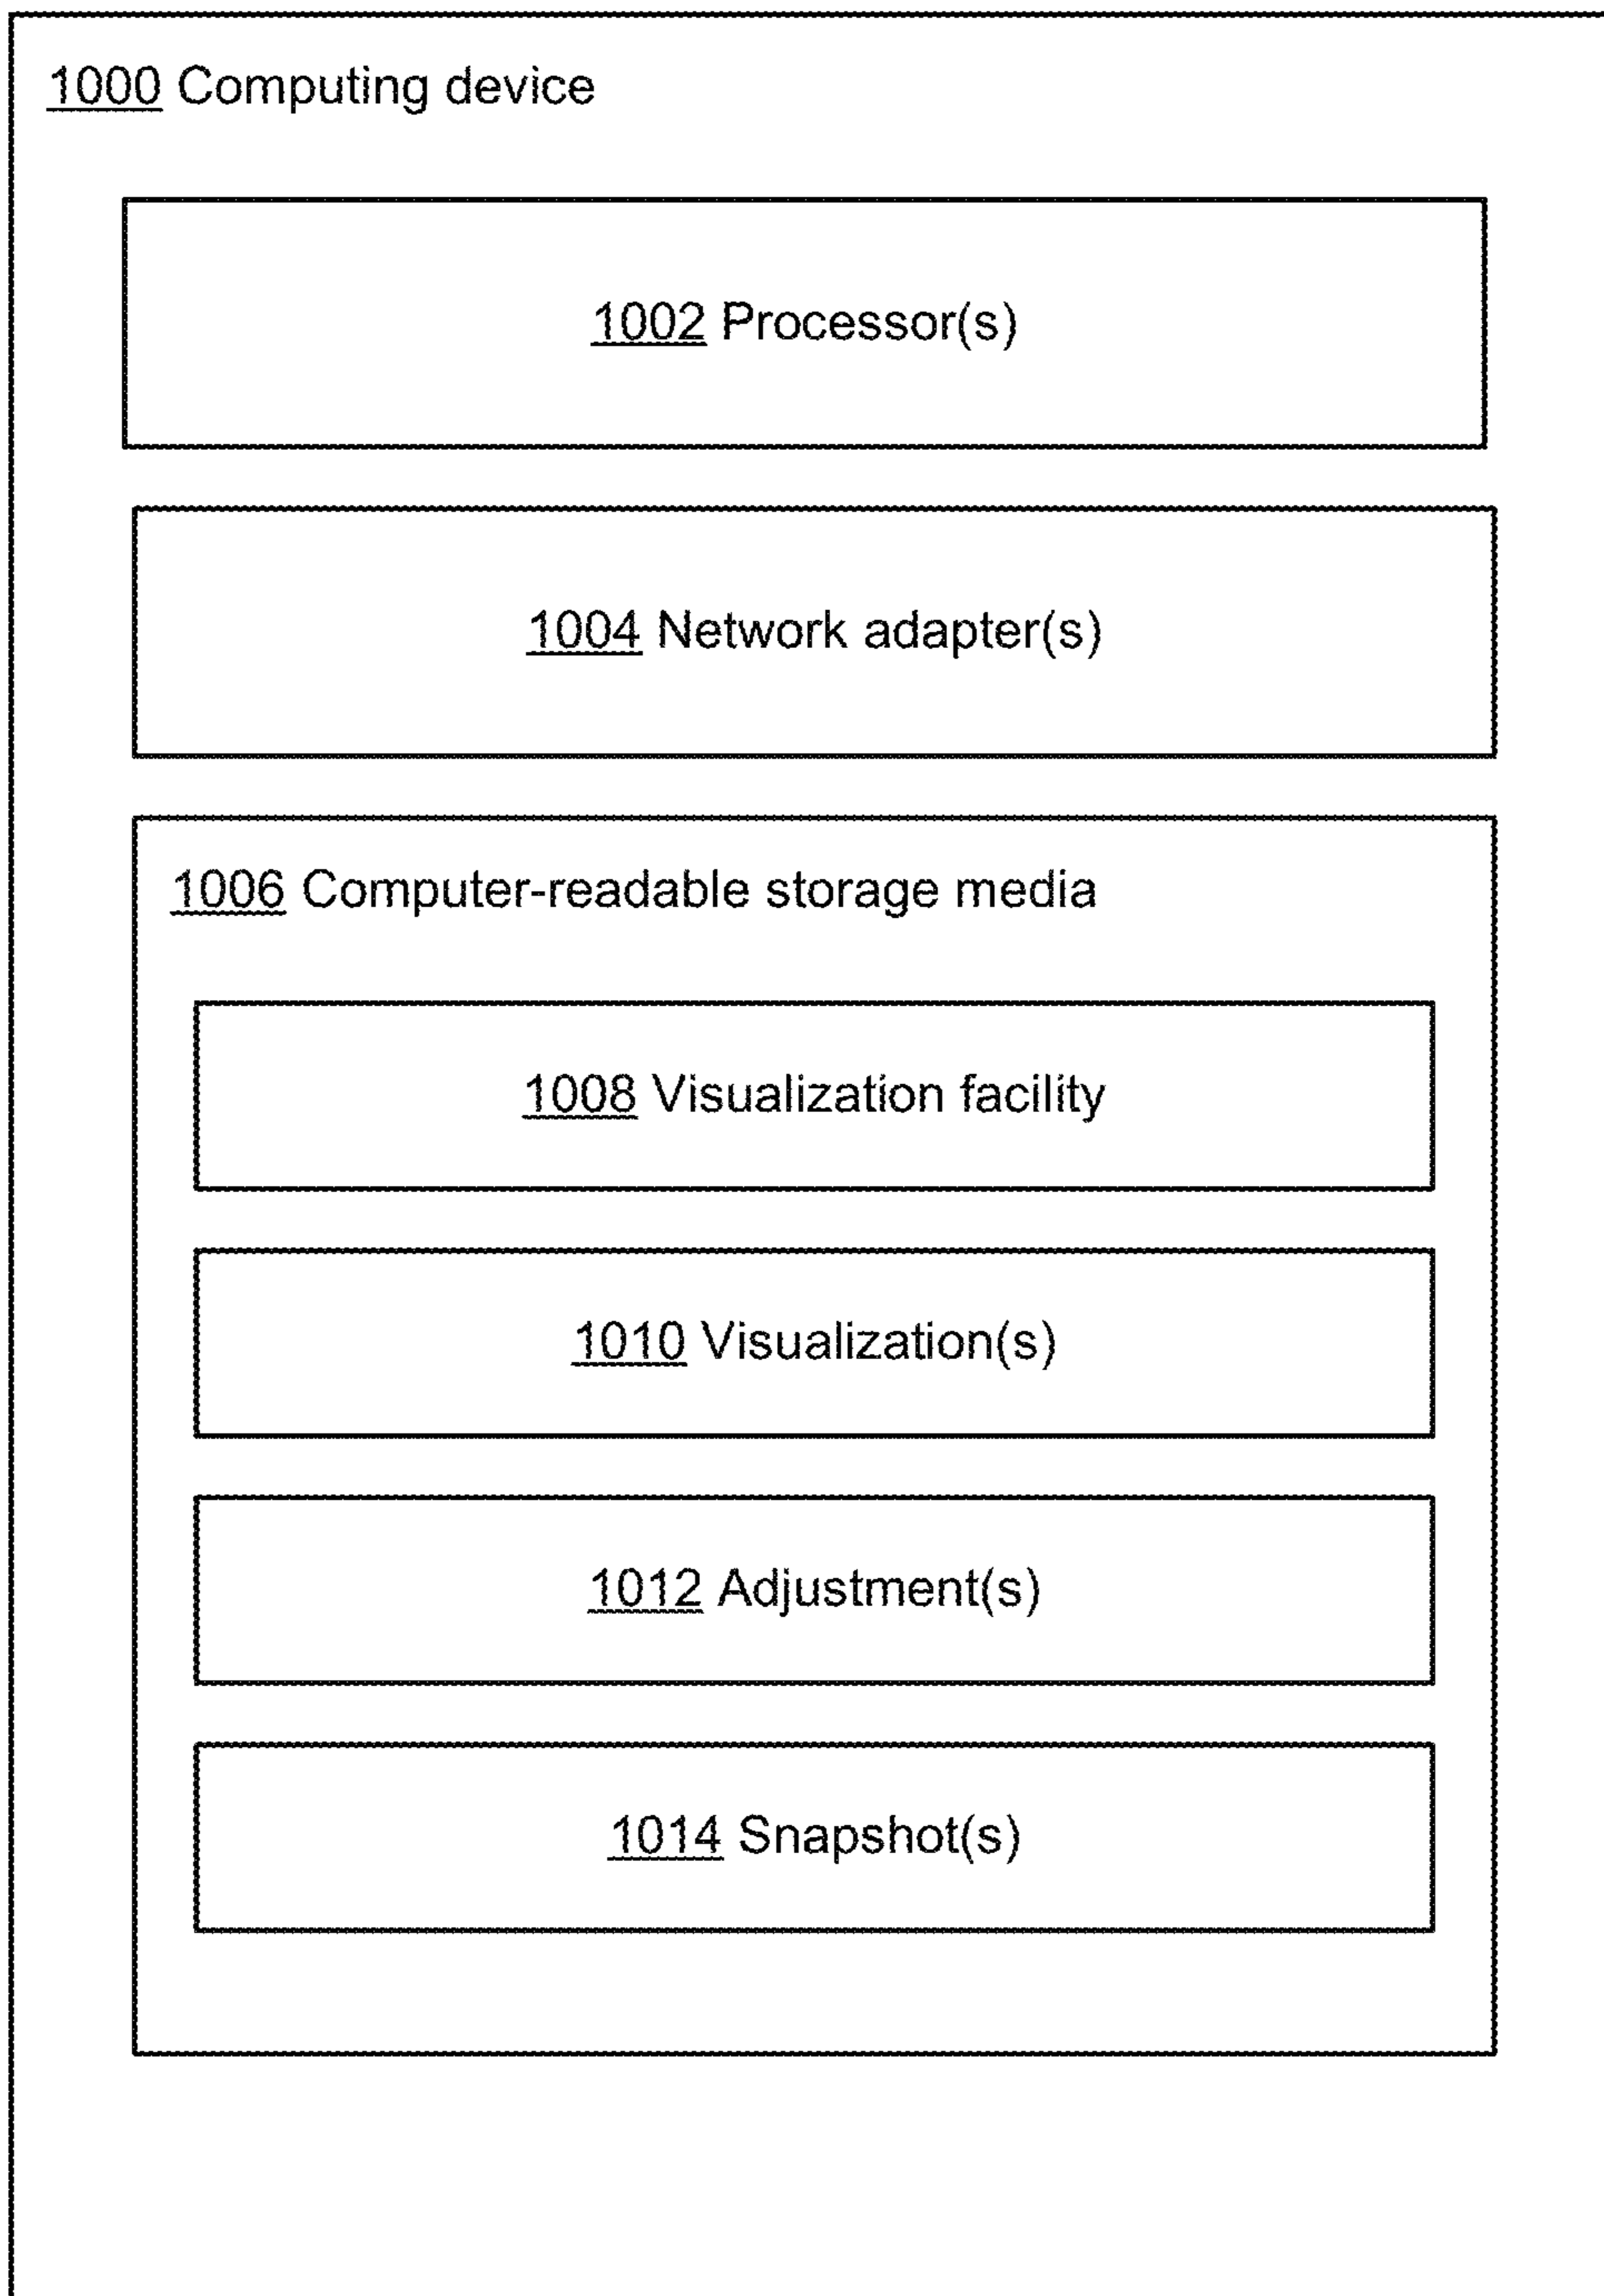 1000 Computing device
1002 Processor(s)
1004 Network adapter(s)
1006 Computer-readable storage media
1008 Visualization facility
1010 Visualization(s)
1012 Adjustment(s)
1014 Snapshot(s)